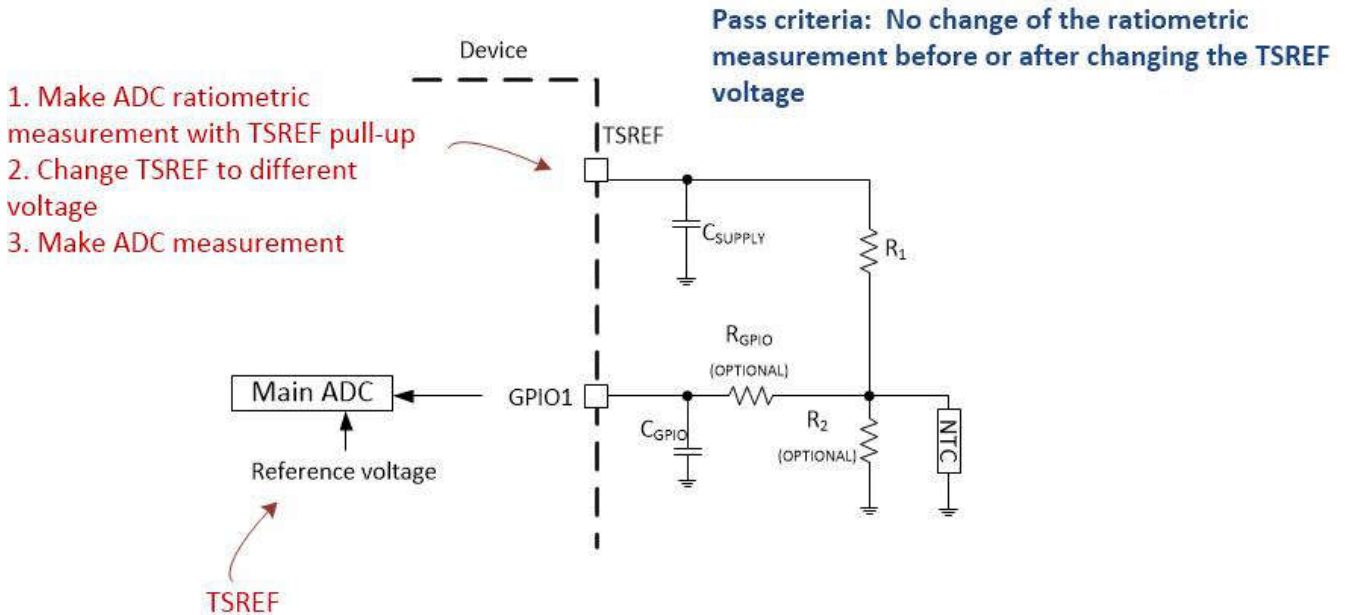 Pass criteria:  No change of the ratiometric
measurement before or after changing the TSREF
voltage
Device
1. Make ADC ratiometric
measurement with TSREF pull-up
2. Change TSREF to different
voltage
3. Make ADC measurement
TSREF
CSUPPLY
R1
RGPIO
(OPTIONAL)
Main ADC
GPIO1
CGPIO
R2
(OPTIONAL)
NTC
Reference voltage
TSREF